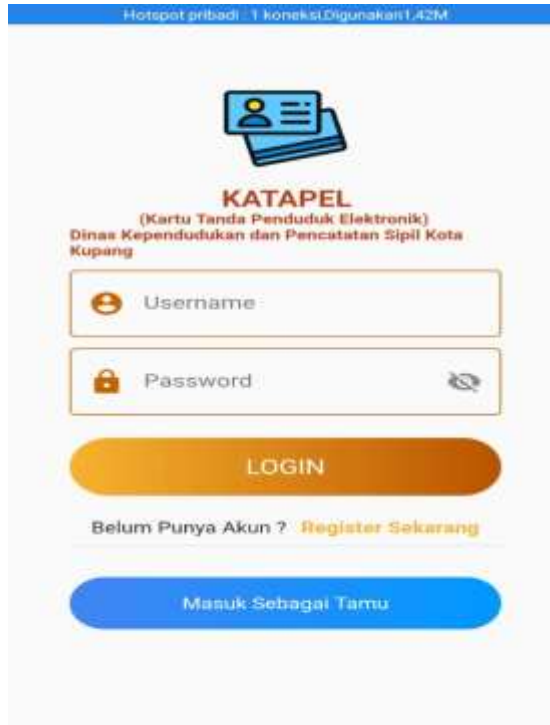 Hotspot pribadi : 1 koneksi,Digunakan1,42M
KATAPEL
(Kartu Tanda Penduduk Elektronik)
Dinas Kependudukan dan Pencatatan Sipil Kota
Kupang
Username
Password
LOGIN
Belum Punya Akun ? Register Sekarang
Masuk Sebagai Tamu